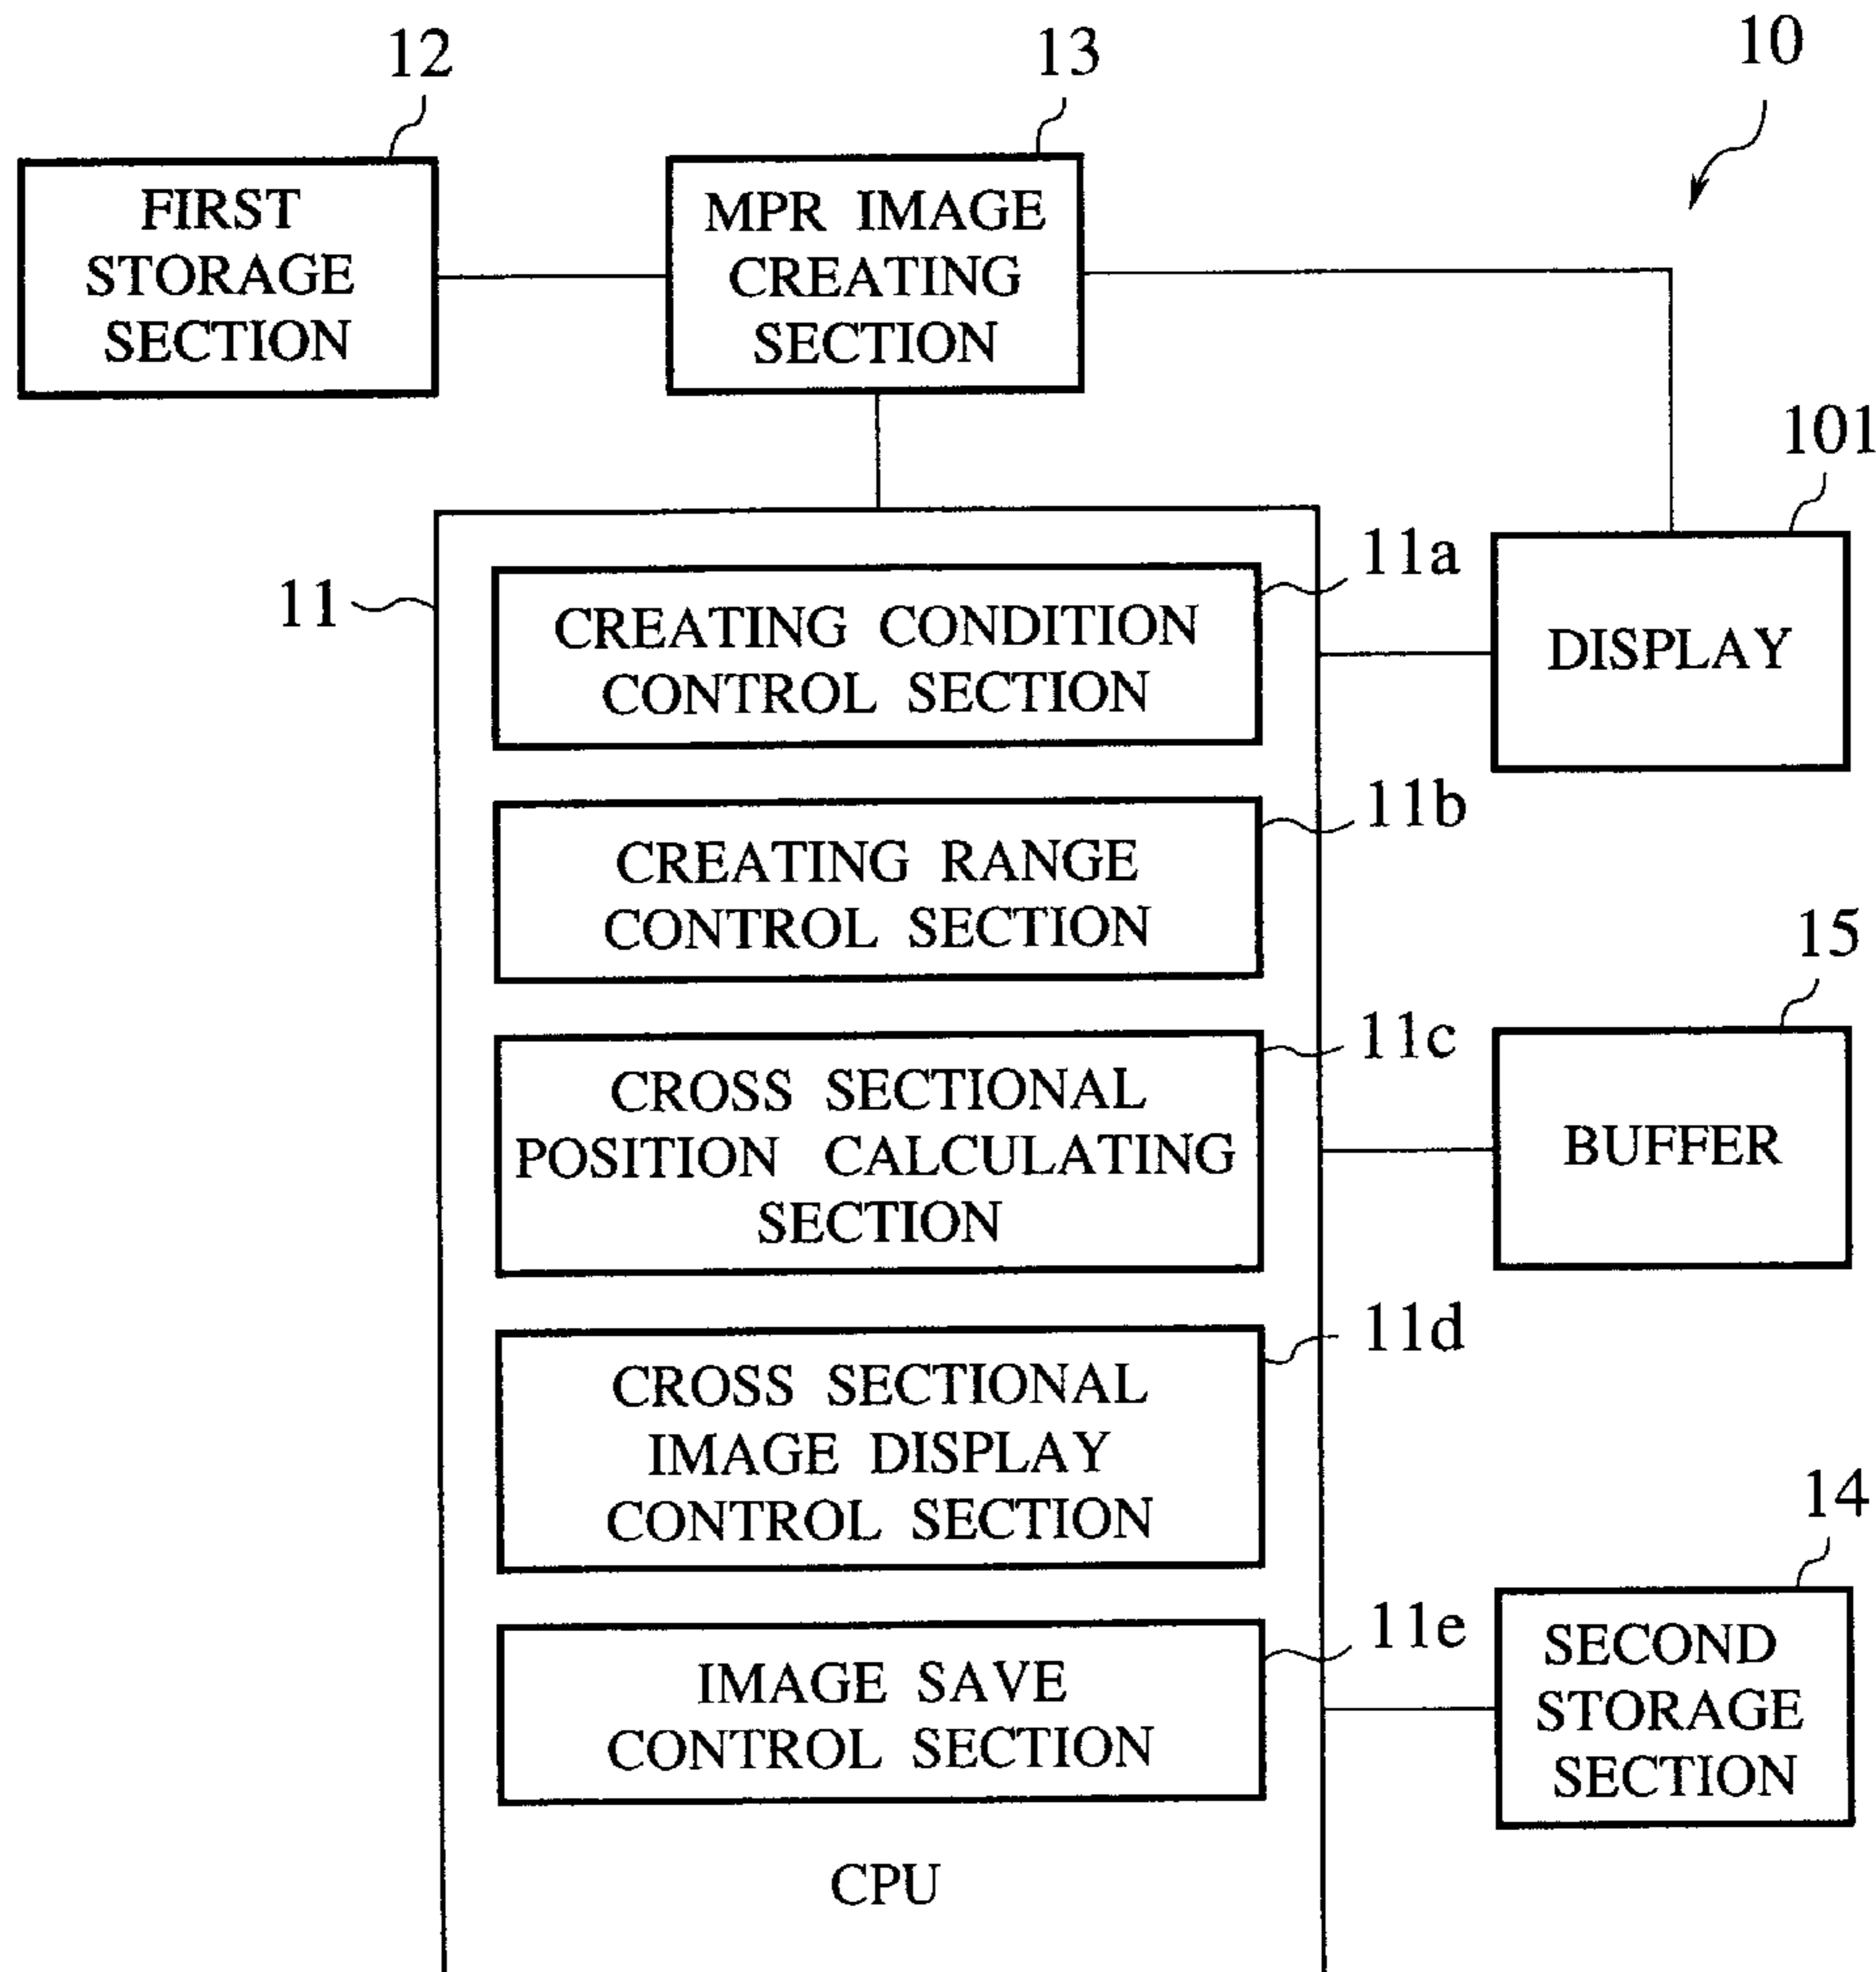 12
13
10
FIRST
STORAGE
SECTION
MPR IMAGE
CREATING
SECTION
101
11
11a
CREATING CONDITION
CONTROL SECTION
DISPLAY
11b
CREATING RANGE
CONTROL SECTION
15
11c
CROSS SECTIONAL
POSITION CALCULATING
SECTION
BUFFER
11d
CROSS SECTIONAL
IMAGE DISPLAY
CONTROL SECTION
14
11e
IMAGE SAVE
CONTROL SECTION
SECOND
STORAGE
SECTION
CPU